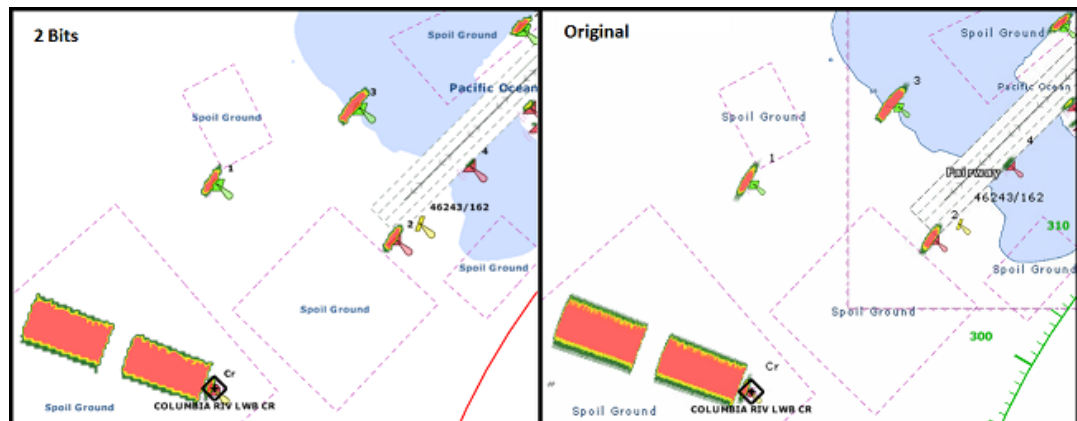 2 Bits
Spoil Ground
Pacific Ocean
3
Spoil Ground
4
1
46243/162
2
Spoil Ground
Spoil Ground
Cr
COLUMBIA RIV LWB CR
Spoil Ground
Original
Spoil Ground
3
Pacific Ocean
Spoil Ground
4
1
Fairway
46243/162
2
310
Spoil Ground
Spoil Ground
300
Cr
COLUMBIA RIV LWB CR
Spoil Ground